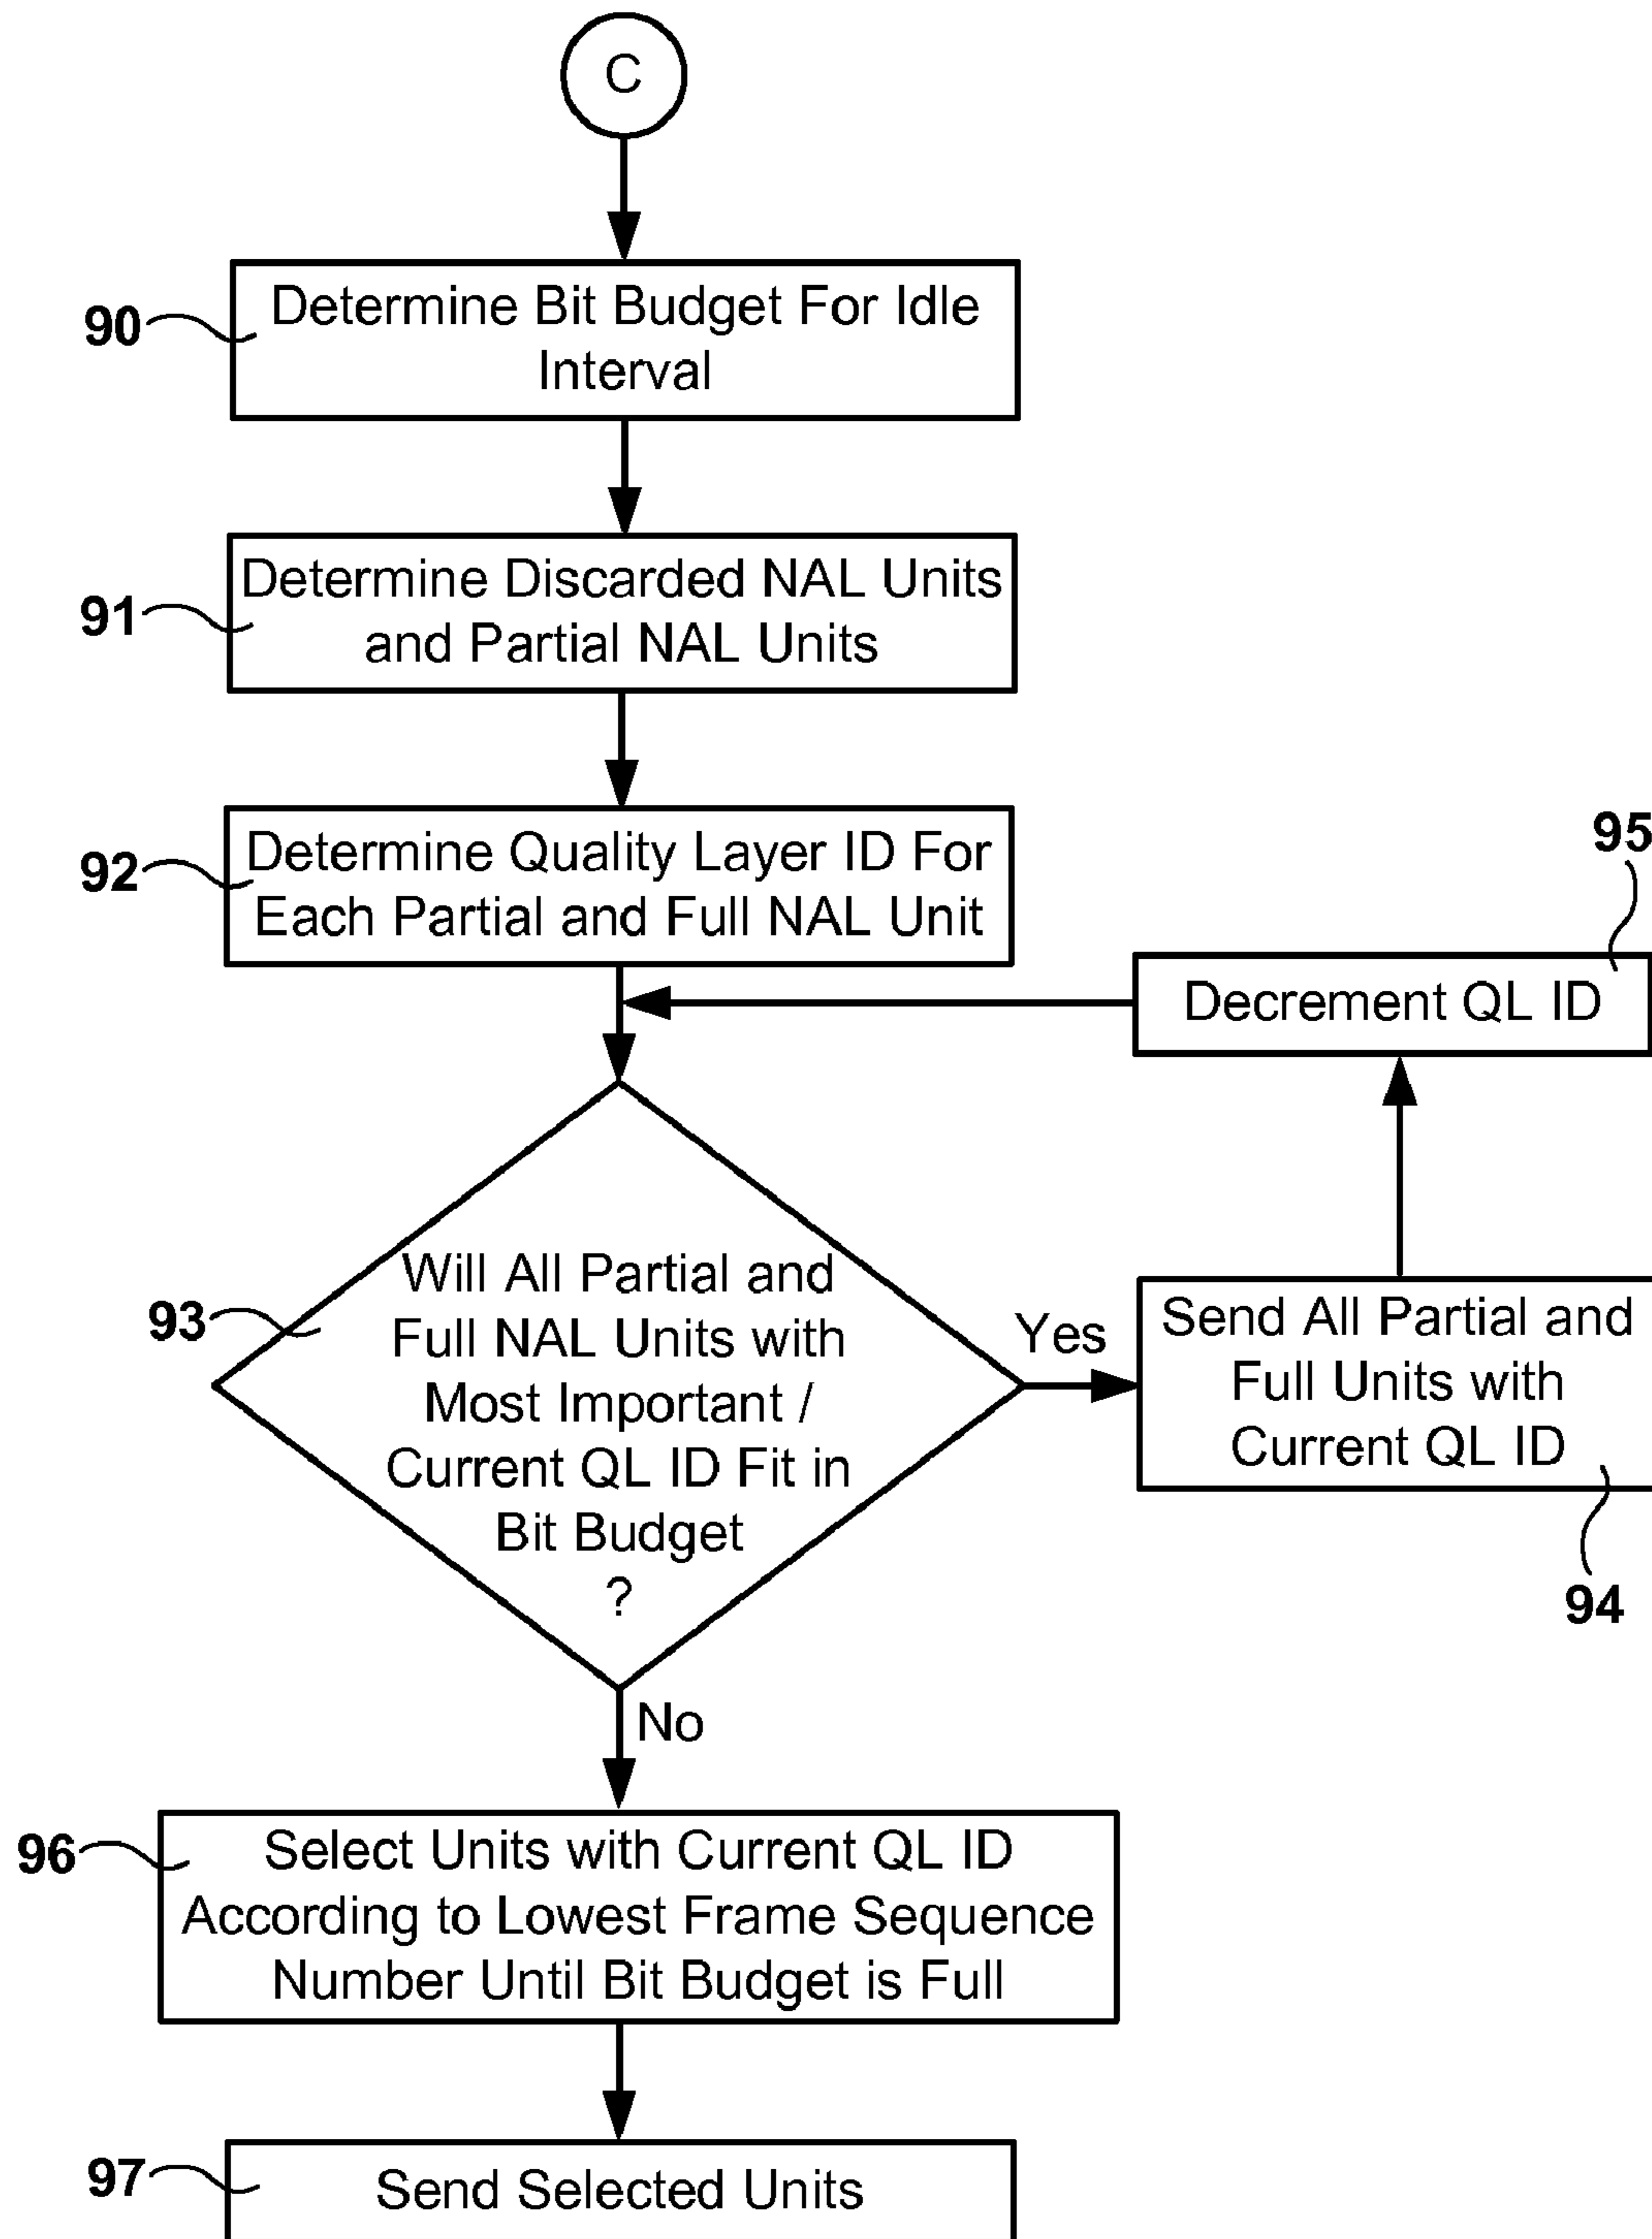 C
90
Determine Bit Budget For Idle
Interval
91
Determine Discarded NAL Units
and Partial NAL Units
92
Determine Quality Layer ID For
Each Partial and Full NAL Unit
95
Decrement QL ID
93
Will All Partial and
Full NAL Units with
Most Important /
Current QL ID Fit in
Bit Budget
?
Yes
Send All Partial and
Full Units with
Current QL ID
94
No
96
Select Units with Current QL ID
According to Lowest Frame Sequence
Number Until Bit Budget is Full
97
Send Selected Units